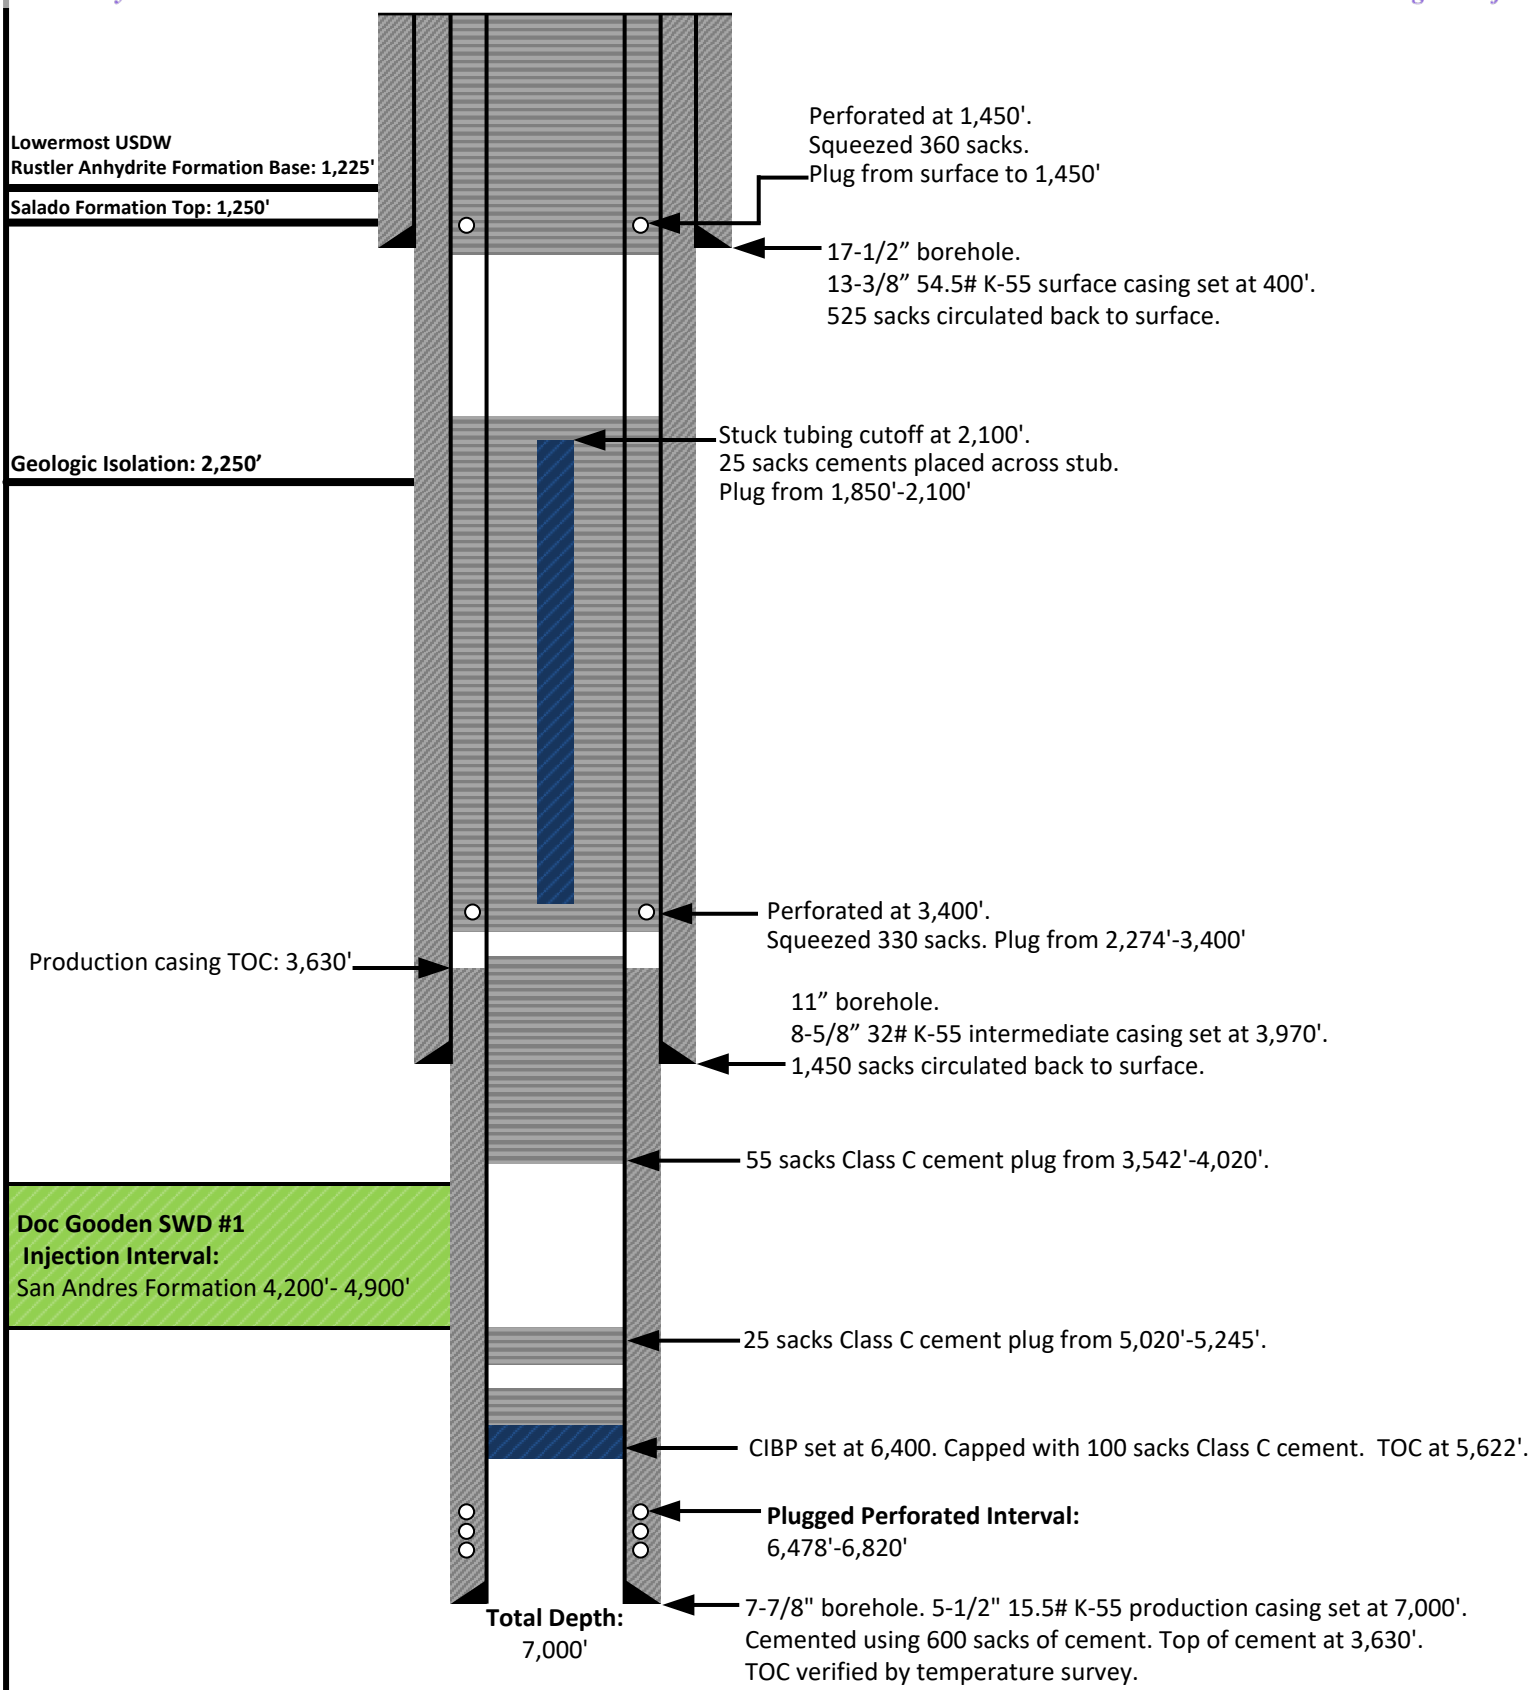 Lowermost USDW
Rustler Anhydrite Formation Base: 1,225'
Salado Formation Top: 1,250'
Perforated at 1,450'.
Squeezed 360 sacks.
Plug from surface to 1,450'
17-1/2” borehole.
13-3/8” 54.5# K-55 surface casing set at 400'.
525 sacks circulated back to surface.
Stuck tubing cutoff at 2,100'.
25 sacks cements placed across stub.
Plug from 1,850'-2,100'
Geologic Isolation: 2,250’
Perforated at 3,400'.
Squeezed 330 sacks. Plug from 2,274'-3,400'
Production casing TOC: 3,630'
11” borehole.
8-5/8” 32# K-55 intermediate casing set at 3,970'.
1,450 sacks circulated back to surface.
55 sacks Class C cement plug from 3,542'-4,020'.
Doc Gooden SWD #1
Injection Interval:
San Andres Formation 4,200'- 4,900'
25 sacks Class C cement plug from 5,020'-5,245'.
CIBP set at 6,400. Capped with 100 sacks Class C cement.  TOC at 5,622'.
Plugged Perforated Interval:
6,478'-6,820'
Total Depth:
7,000'
7-7/8" borehole. 5-1/2" 15.5# K-55 production casing set at 7,000'.
Cemented using 600 sacks of cement. Top of cement at 3,630'.
TOC verified by temperature survey.